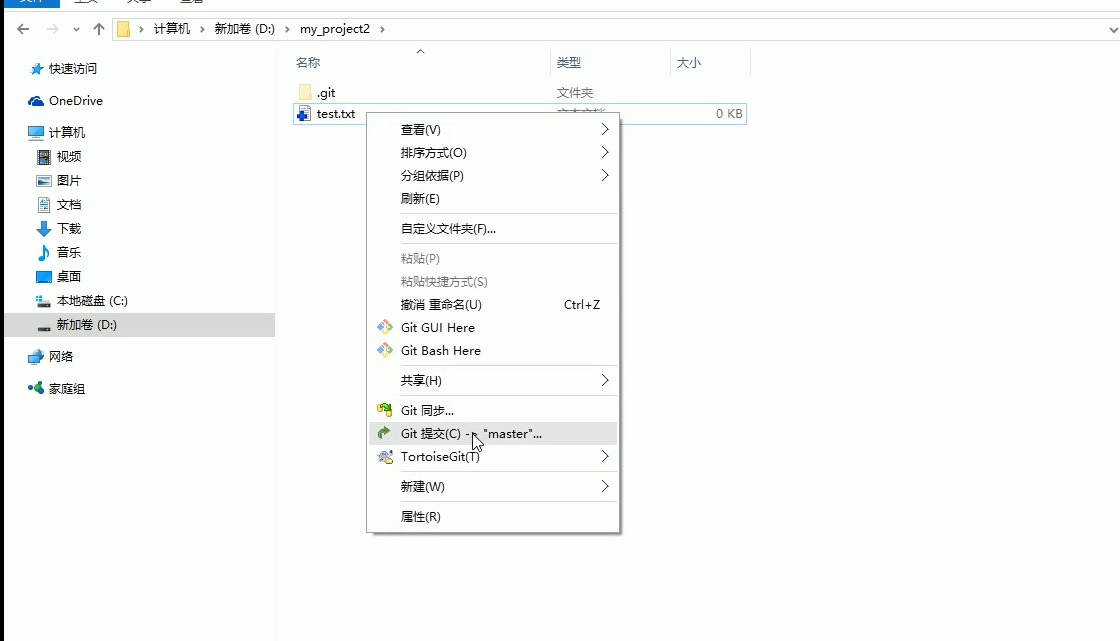 计算机 新加卷 (D:) my_project2
快速访问
OneDrive
计算机
视频
图片
文档
下载
音乐
桌面
本地磁盘 (C:)
新加卷 (D:)
网络
家庭组
名称 类型 大小
.git 文件夹
test.txt 文本文档 0 KB
查看(V)
排序方式(O)
分组依据(P)
刷新(E)
自定义文件夹(F)...
粘贴(P)
粘贴快捷方式(S)
撤消 重命名(U) Ctrl+Z
Git GUI Here
Git Bash Here
共享(H)
Git 同步...
Git 提交(C) -> "master"...
TortoiseGit(T)
新建(W)
属性(R)